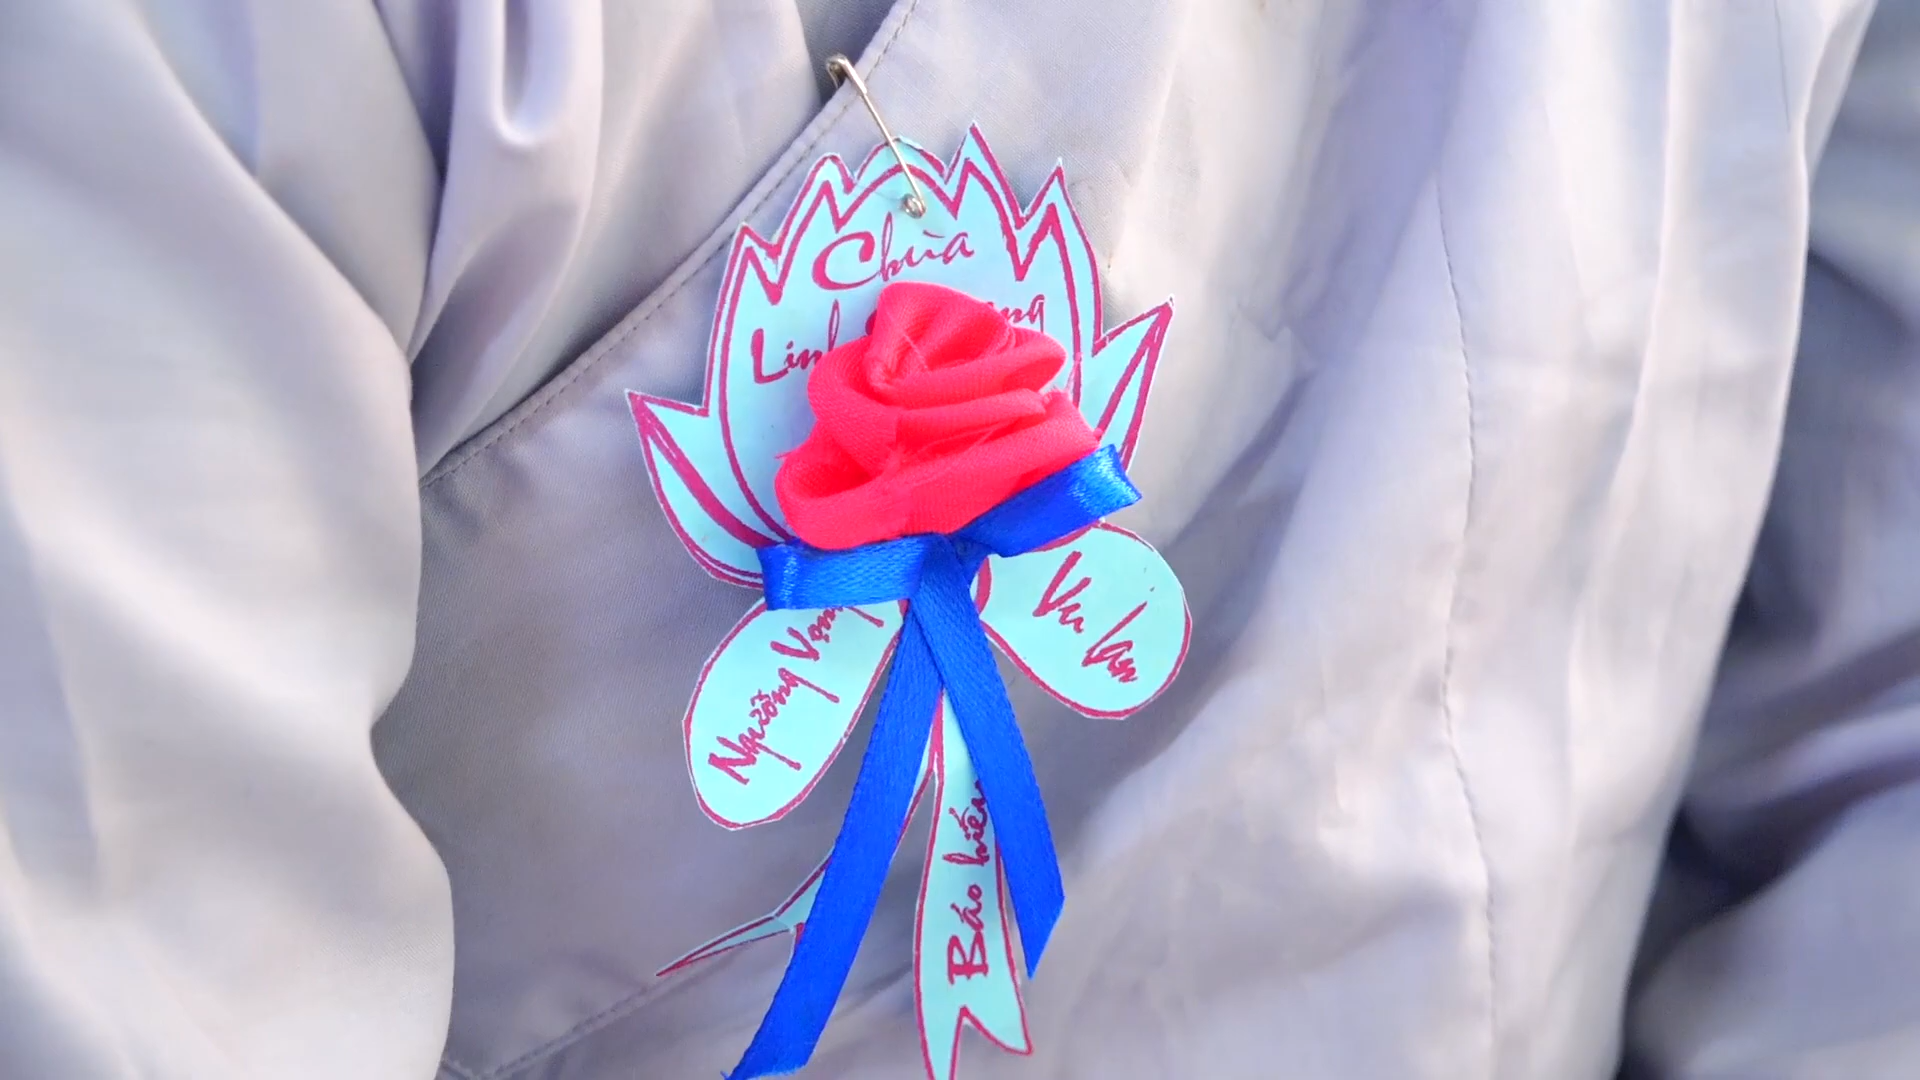 Chùa
Vu lan
Ngưỡng Vọng
Báo hiếu